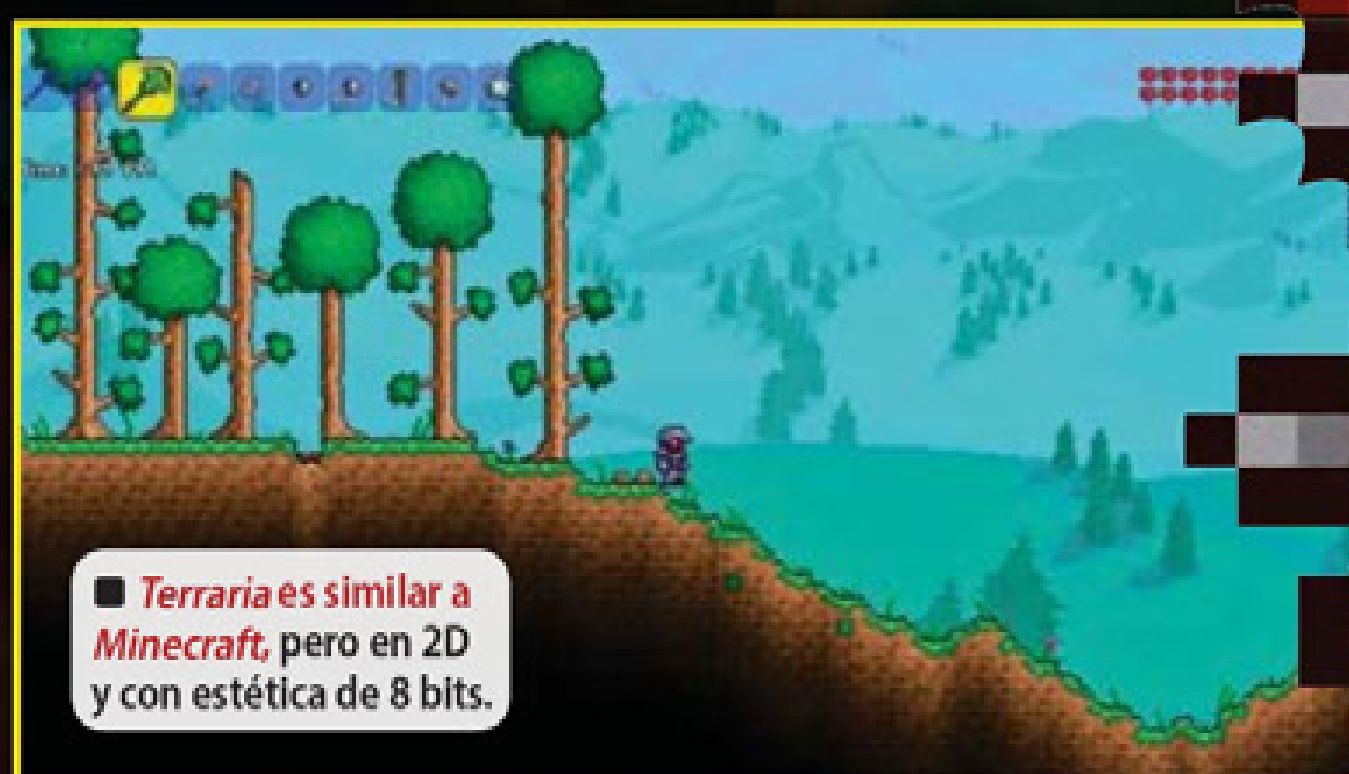 ■ Terraria es similar a
Minecraft, pero en 2D
y con estética de 8 bits.